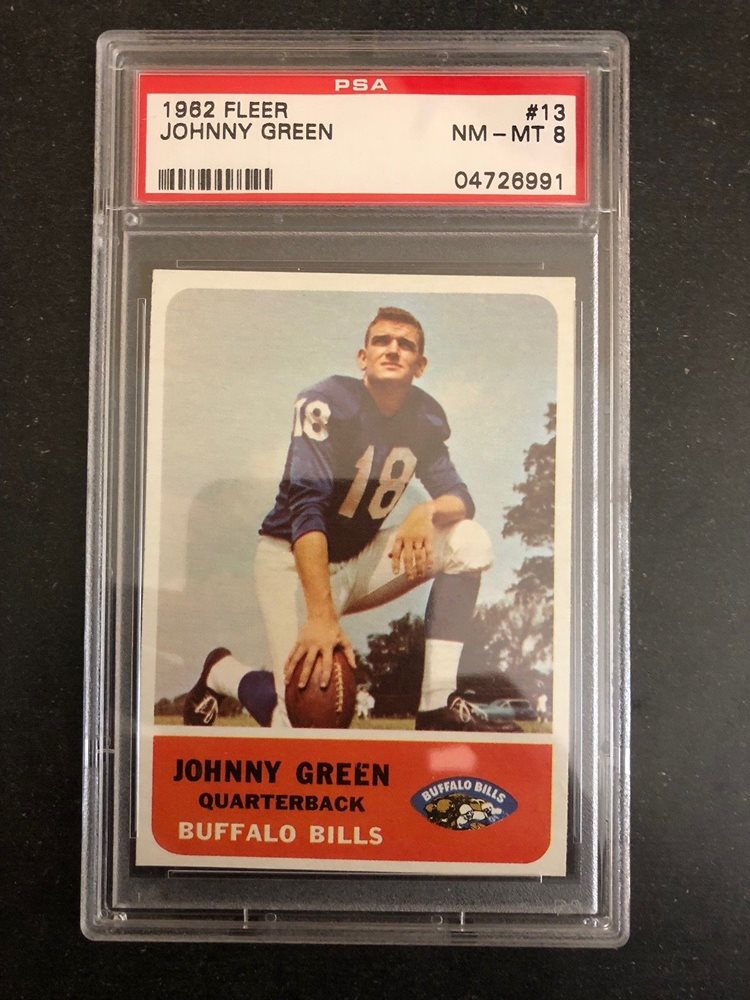 PSA
1962 FLEER #13
JOHNNY GREEN NM - MT 8
04726991
18
18
JOHNNY GREEN
QUARTERBACK
BUFFALO BILLS
BUFFALO BILLS